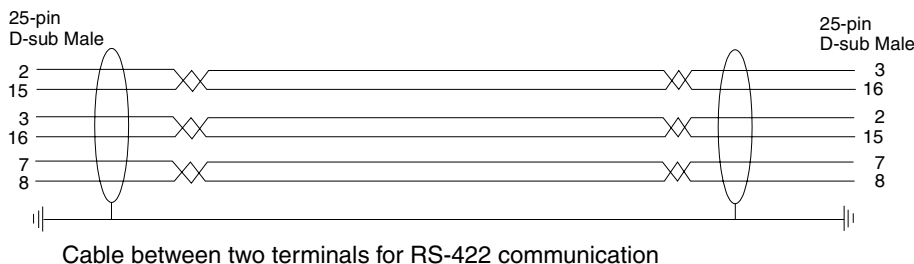 25-pin
D-sub Male
25-pin
D-sub Male
2 3
15 16
3 2
16 15
7 7
8 8
Cable between two terminals for RS-422 communication